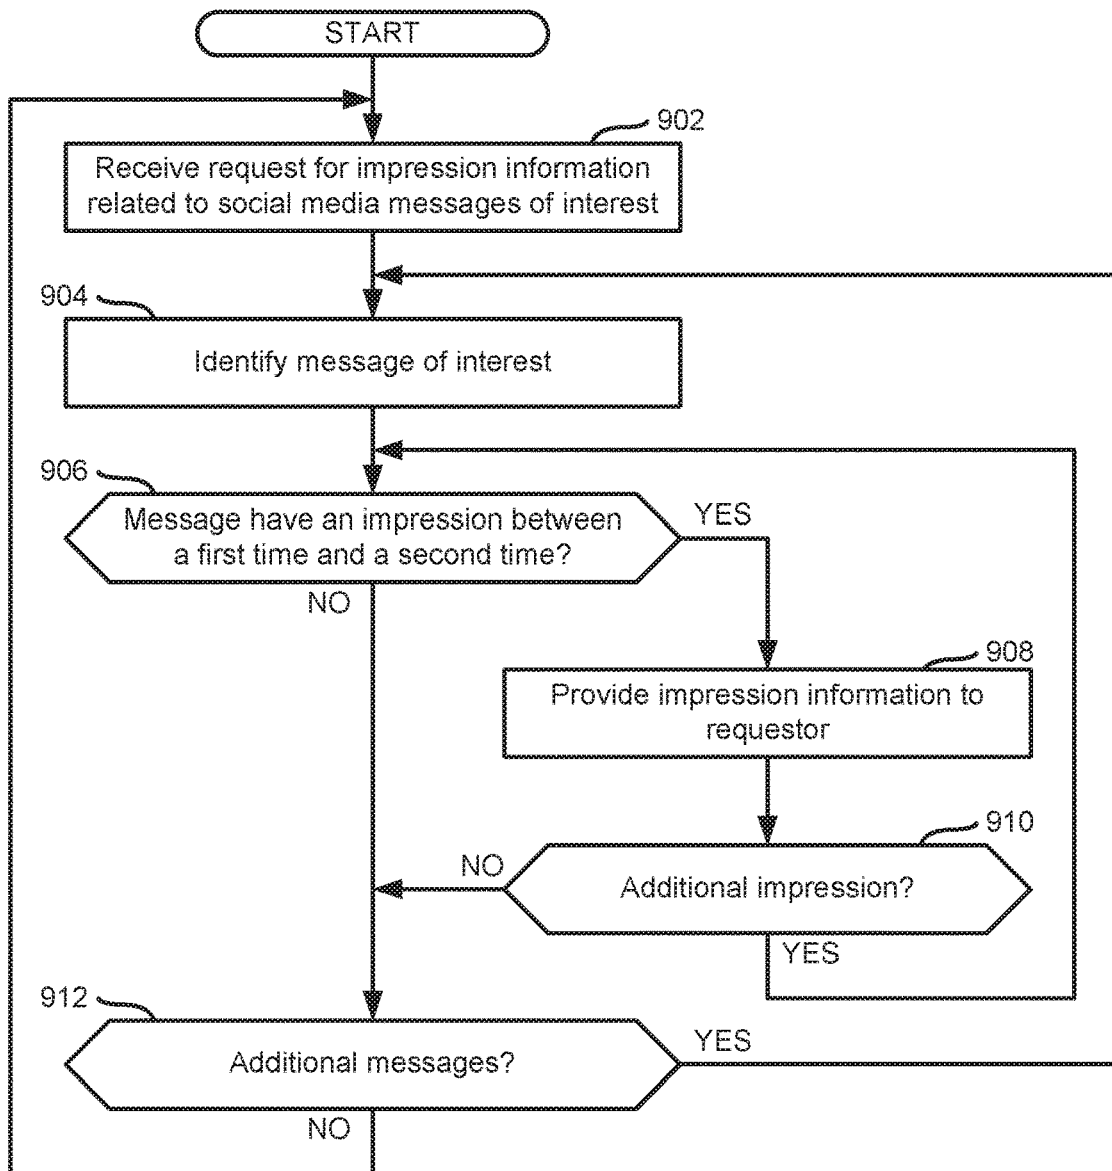 START
902
Receive request for impression information
related to social media messages of interest
904
Identify message of interest
906
Message have an impression between
a first time and a second time?
YES
NO
908
Provide impression information to
requestor
910
NO
Additional impression?
YES
912
Additional messages?
YES
NO